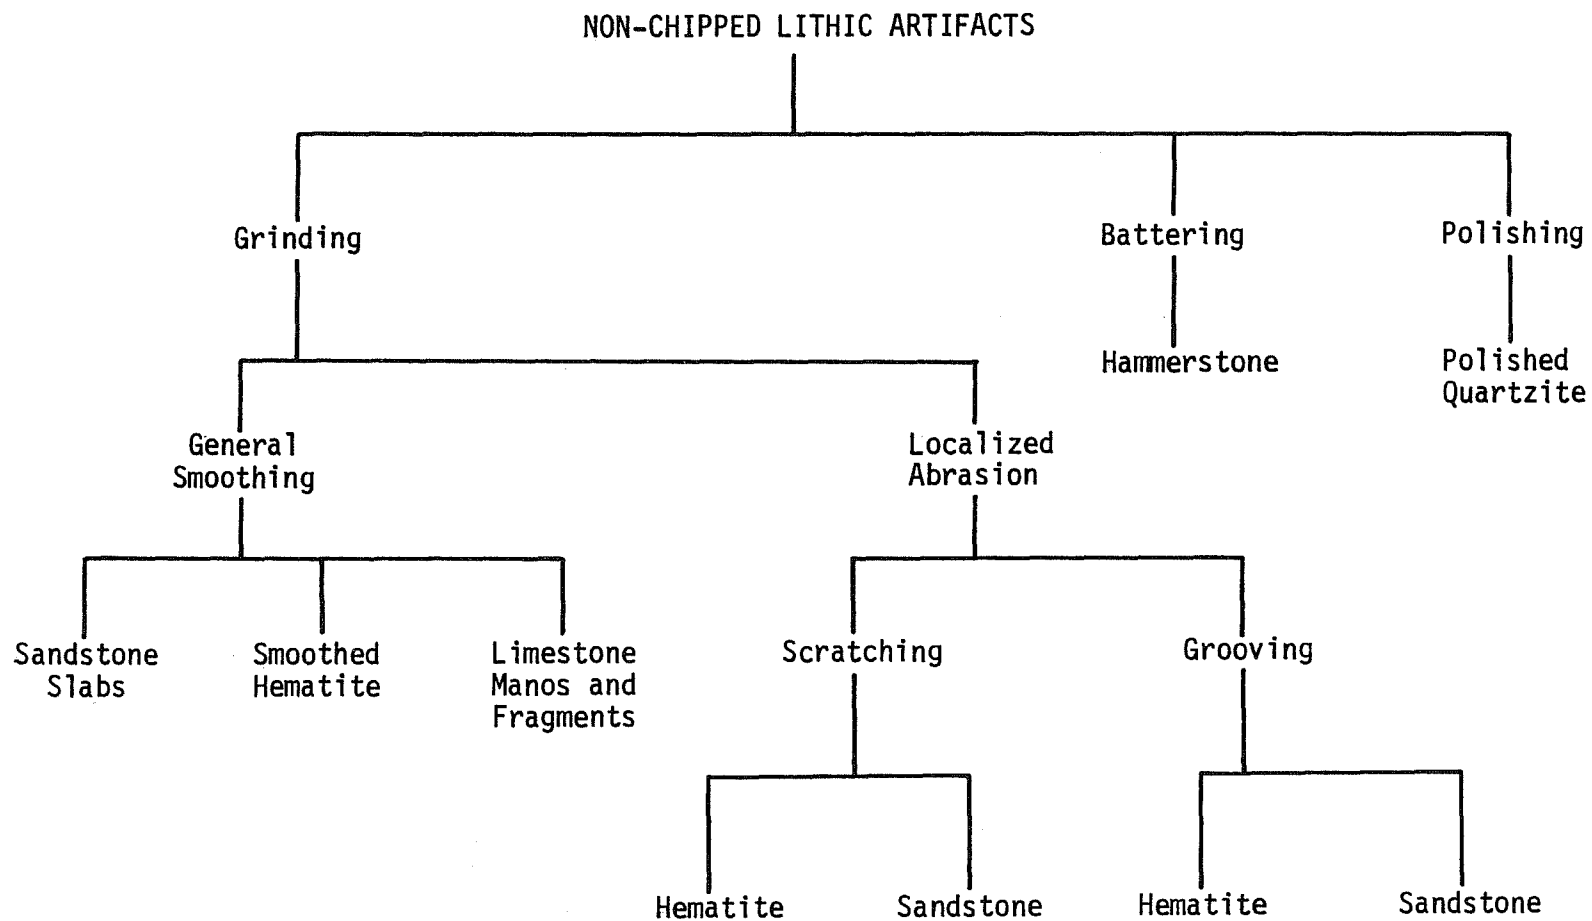 NON-CHIPPED LITHIC ARTIFACTS
Grinding
Battering
Polishing
Hammerstone
Polished
Quartzite
General
Smoothing
Localized
Abrasion
Sandstone
Slabs
Smoothed
Hematite
Limestone
Manos and
Fragments
Scratching
Grooving
Hematite
Sandstone
Hematite
Sandstone